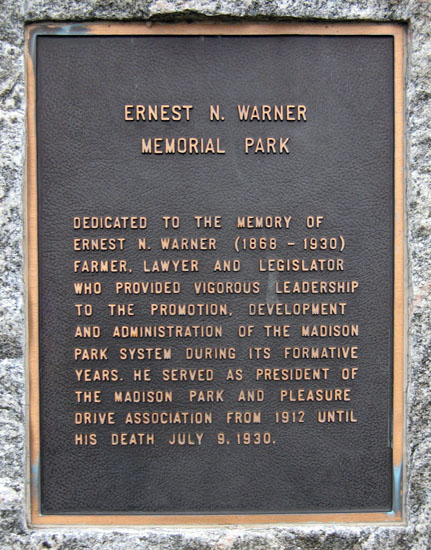 ERNEST N. WARNER
MEMORIAL PARK
DEDICATED TO THE MEMORY OF
ERNEST N. WARNER (1868 - 1930)
FARMER, LAWYER AND LEGISLATOR
WHO PROVIDED VIGOROUS LEADERSHIP
TO THE PROMOTION, DEVELOPMENT
AND ADMINISTRATION OF THE MADISON
PARK SYSTEM DURING ITS FORMATIVE
YEARS. HE SERVED AS PRESIDENT OF
THE MADISON PARK AND PLEASURE
DRIVE ASSOCIATION FROM 1912 UNTIL
HIS DEATH JULY 9, 1930.